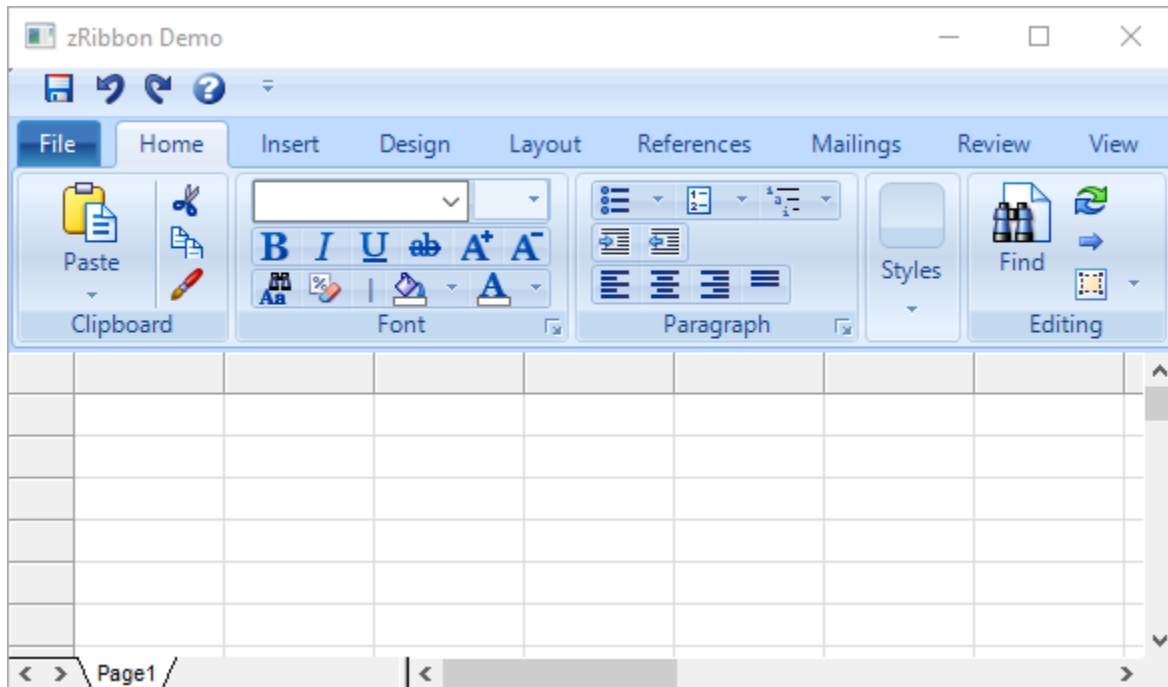 zRibbon Demo
File Home Insert Design Layout References Mailings Review View
Paste
Styles
Find
Clipboard Font Paragraph Editing
Page1